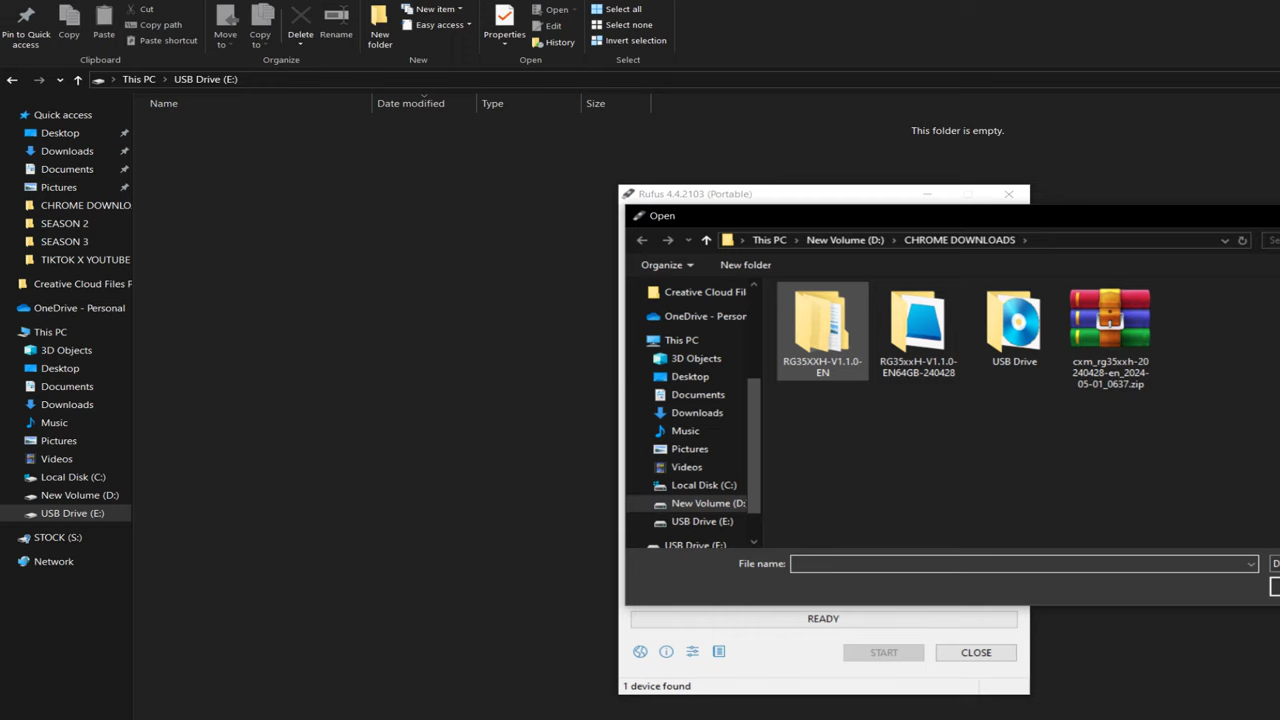 Pin to Quick
access
Copy
Paste
Cut
Copy path
Paste shortcut
Clipboard
Move
to
Copy
to
Delete
Rename
Organize
New
folder
New item
Easy access
New
Properties
Open
Edit
History
Open
Select all
Select none
Invert selection
Select
This PC
USB Drive (E:)
Name
Date modified
Type
Size
This folder is empty.
Quick access
Desktop
Downloads
Documents
Pictures
CHROME DOWNLO
SEASON 2
SEASON 3
TIKTOK X YOUTUBE
Creative Cloud Files P
OneDrive - Personal
This PC
3D Objects
Desktop
Documents
Downloads
Music
Pictures
Videos
Local Disk (C:)
New Volume (D:)
USB Drive (E:)
STOCK (S:)
Network
Rufus 4.4.2103 (Portable)
Open
This PC
New Volume (D:)
CHROME DOWNLOADS
Organize
New folder
Creative Cloud Fil
OneDrive - Person
This PC
3D Objects
Desktop
Documents
Downloads
Music
Pictures
Videos
Local Disk (C:)
New Volume (D:
USB Drive (E:)
USB Drive (E:)
RG35XXH-V1.1.0-
EN
RG35xxH-V1.1.0-
EN64GB-240428
USB Drive
cxm_rg35xxh-20
240428-en_2024-
05-01_0637.zip
File name:
READY
START
CLOSE
1 device found